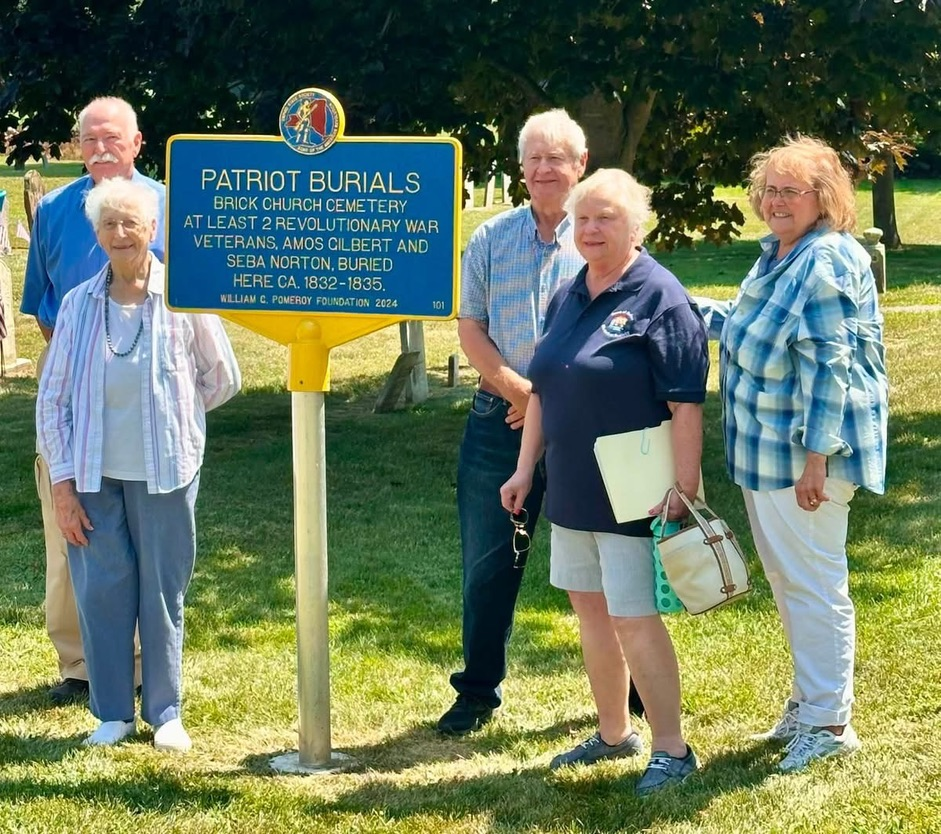 PATRIOT BURIALS
BRICK CHURCH CEMETERY
AT LEAST 2 REVOLUTIONARY WAR
VETERANS, AMOS GILBERT AND
SEBA NORTON, BURIED
HERE CA. 1832-1835.
WILLIAM G. POMEROY FOUNDATION 2024 101